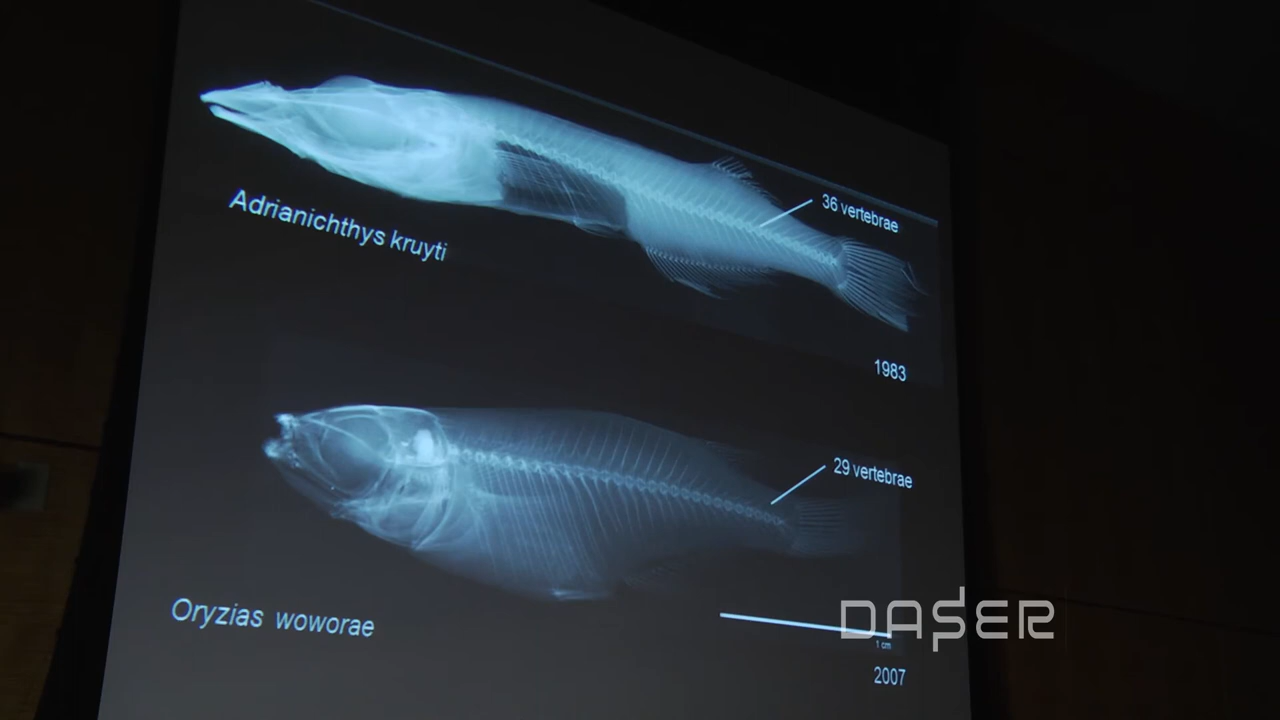 36 vertebrae
Adrianichthys kruyti
1983
29 vertebrae
Oryzias woworae
DASER
1 cm
2007